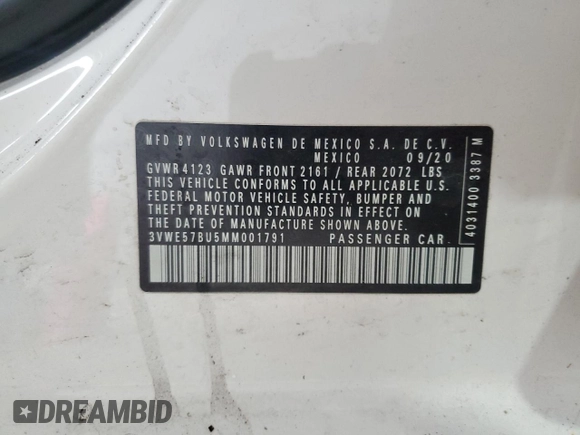 MFD BY VOLKSWAGEN DE MEXICO S.A. DE C.V.
MEXICO 09/20
GVWR 4123 GAWR FRONT 2161 / REAR 2072 LBS
THIS VEHICLE CONFORMS TO ALL APPLICABLE U.S.
FEDERAL MOTOR VEHICLE SAFETY, BUMPER AND
THEFT PREVENTION STANDARDS IN EFFECT ON
THE DATE OF MANUFACTURE SHOWN ABOVE.
3VWE57BU5MM001791 PASSENGER CAR.
4031400 3387 M
DREAMBID